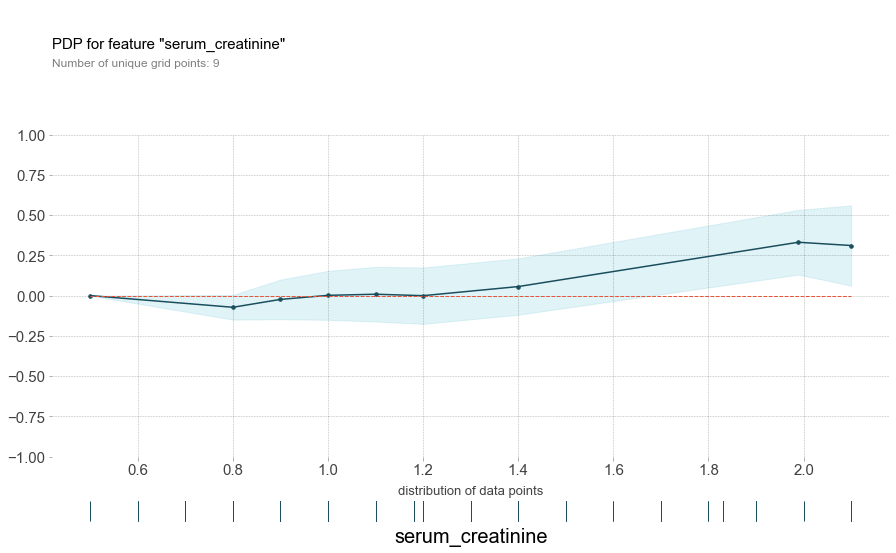 PDP for feature "serum_creatinine"
Number of unique grid points: 9
1.00
0.75
0.50
0.25
0.00
−0.25
−0.50
−0.75
−1.00
0.6 0.8 1.0 1.2 1.4 1.6 1.8 2.0
distribution of data points
serum_creatinine